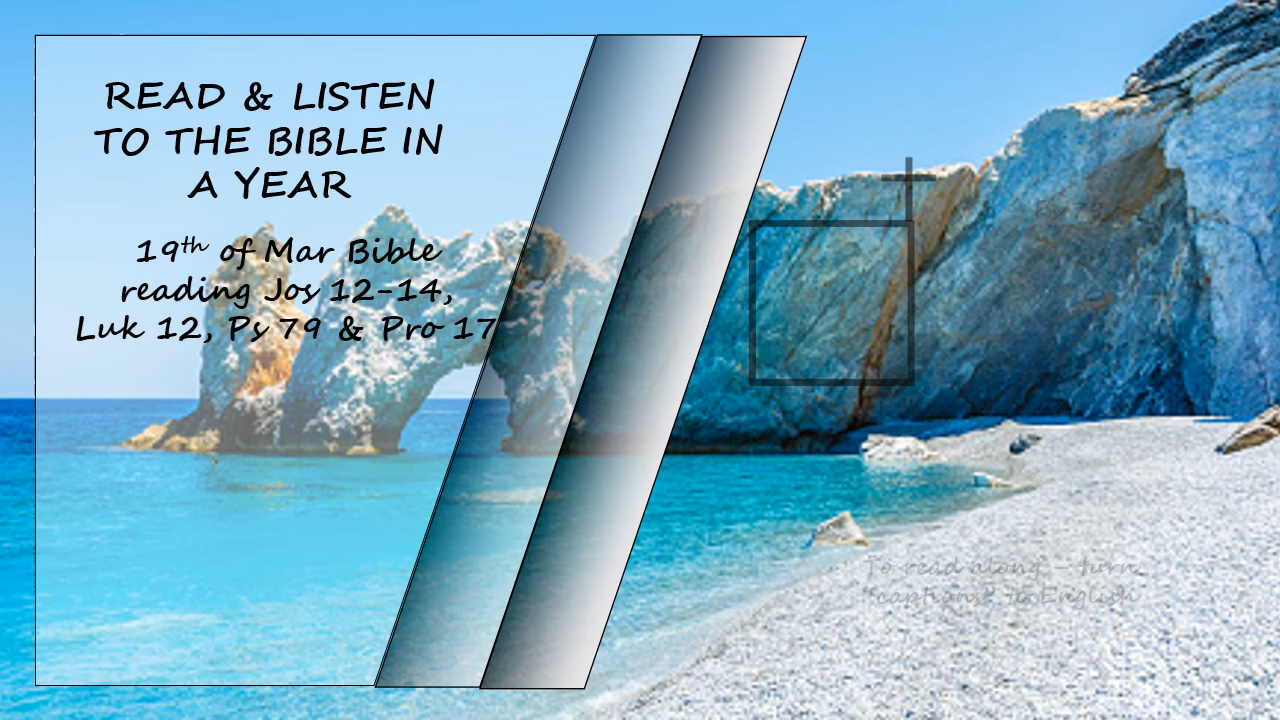 READ & LISTEN
TO THE BIBLE IN
A YEAR
19th of Mar Bible
reading Jos 12-14,
Luk 12, Ps 79 & Pro 17
To read along – turn
"captions" to English